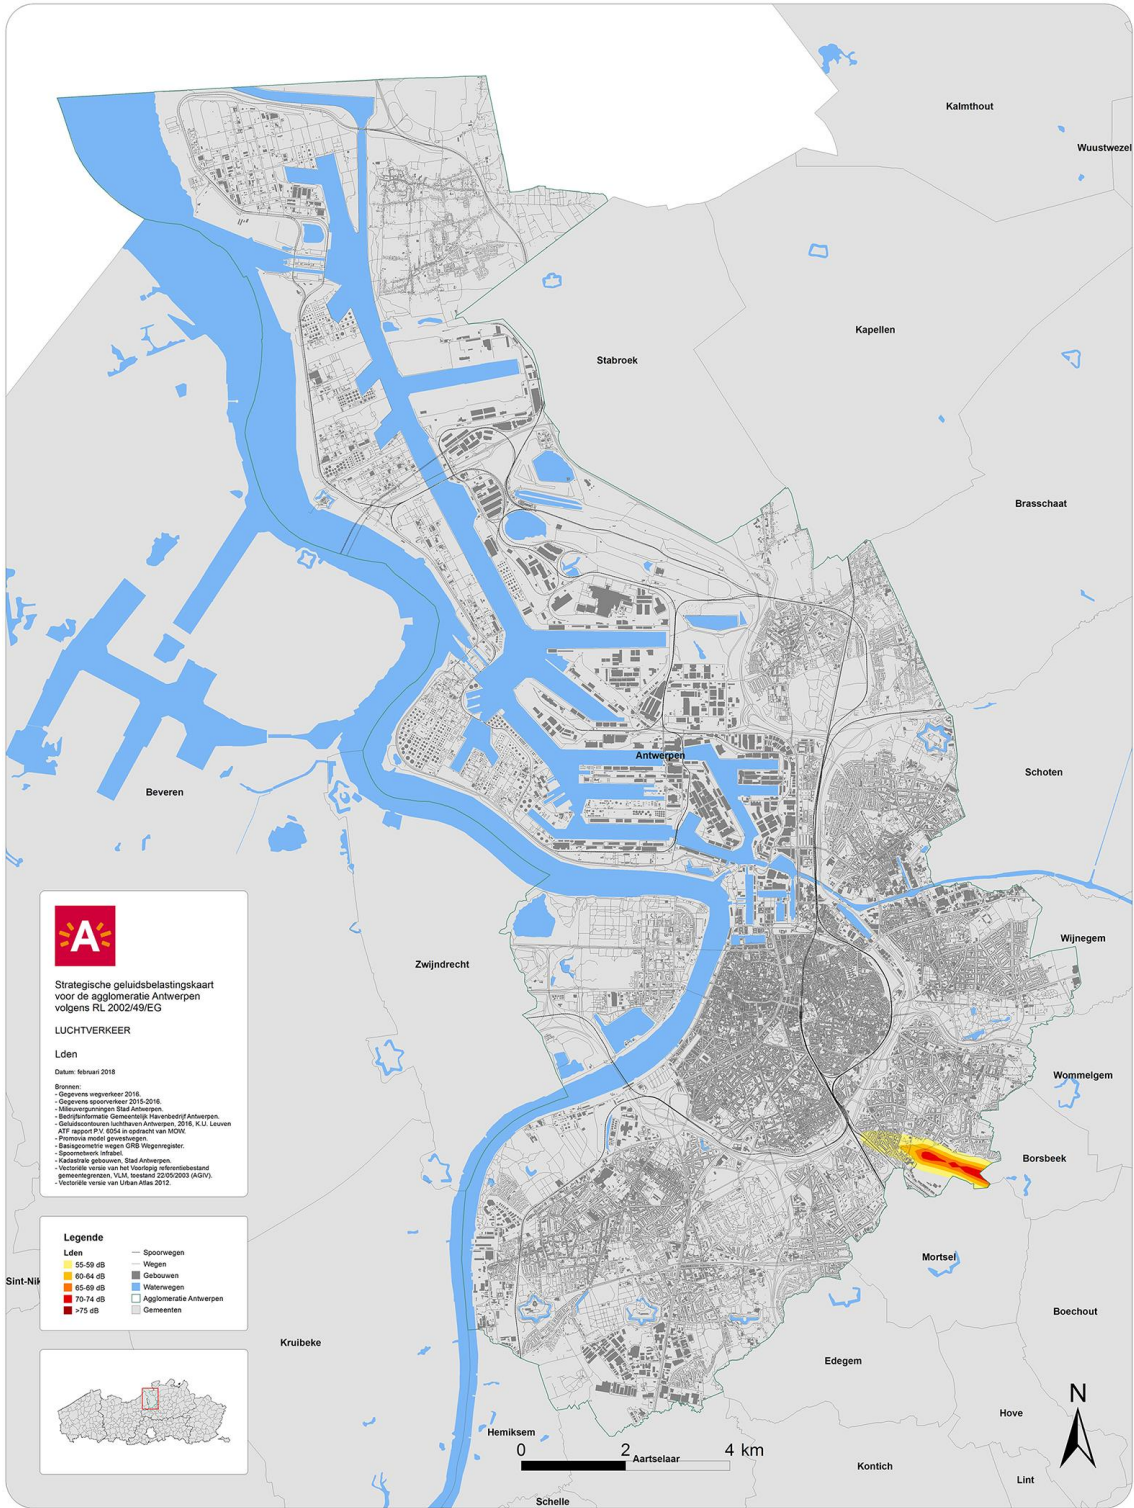 Kalmthout
Wuustwezel
Kapellen
Stabroek
Brasschaat
Antwerpen
Schoten
Beveren
Wijnegem
Zwijndrecht
Wommelgem
Borsbeek
Mortsel
Boechout
Sint-Nik
Kruibeke
Edegem
Hove
Hemiksem
Aartselaar
Kontich
Lint
Schelle
A
Strategische geluidsbelastingskaart
voor de agglomeratie Antwerpen
volgens RL 2002/49/EG
LUCHTVERKEER
Lden
Datum: februari 2018
Bronnen:
- Gegevens wegverkeer 2016.
- Gegevens spoorverkeer 2015-2016.
- Milieuvergunningen Stad Antwerpen.
- Bedrijfsinformatie Gemeentelijk Havenbedrijf Antwerpen.
- Geluidscontouren luchthaven Antwerpen, 2016, K.U. Leuven
ATF rapport P.V. 6054 in opdracht van MOW.
- Promovia model gewestwegen.
- Basisgeometrie wegen GRB Wegenregister.
- Spoornetwerk Infrabel.
- Kadastrale gebouwen, Stad Antwerpen.
- Vectoriële versie van het Voorlopig referentiebestand
gemeentegrenzen, VLM, toestand 22/05/2003 (AGIV).
- Vectoriële versie van Urban Atlas 2012.
Legende
Lden
55-59 dB
60-64 dB
65-69 dB
70-74 dB
>75 dB
Spoorwegen
Wegen
Gebouwen
Waterwegen
Agglomeratie Antwerpen
Gemeenten
0 2 4 km
N